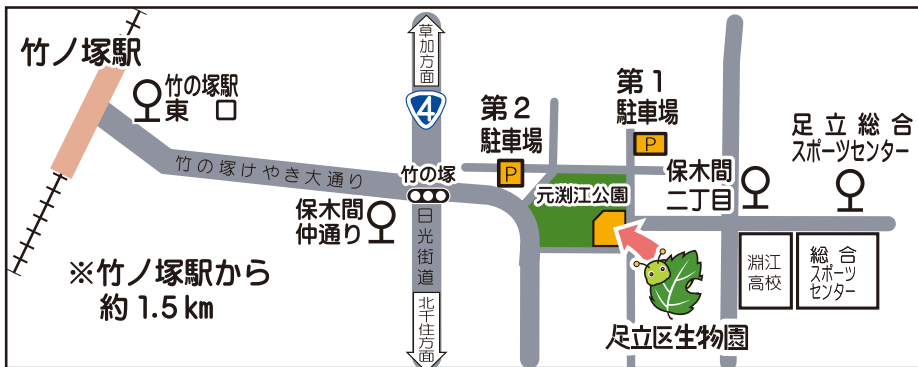 竹ノ塚駅
竹の塚駅
東口
草加方面
4
第2
駐車場
P
第1
駐車場
P
足立総合
スポーツセンター
竹の塚けやき大通り
竹の塚
元渕江公園
保木間
二丁目
保木間
仲通り
日光街道
※竹ノ塚駅から
約1.5km
北千住方面
淵江
高校
総合
スポーツ
センター
足立区生物園